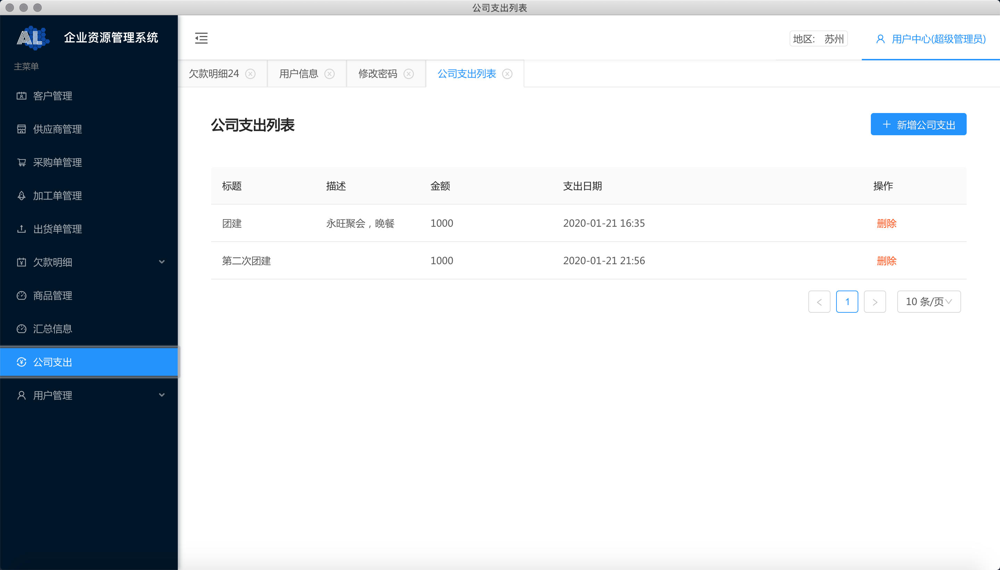 公司支出列表
AL 企业资源管理系统
地区: 苏州 用户中心(超级管理员)
主菜单
客户管理
供应商管理
采购单管理
加工单管理
出货单管理
欠款明细
商品管理
汇总信息
公司支出
用户管理
欠款明细24 用户信息 修改密码 公司支出列表
公司支出列表 新增公司支出
标题 描述 金额 支出日期 操作
团建 永旺聚会，晚餐 1000 2020-01-21 16:35 删除
第二次团建 1000 2020-01-21 21:56 删除
< 1 > 10 条/页